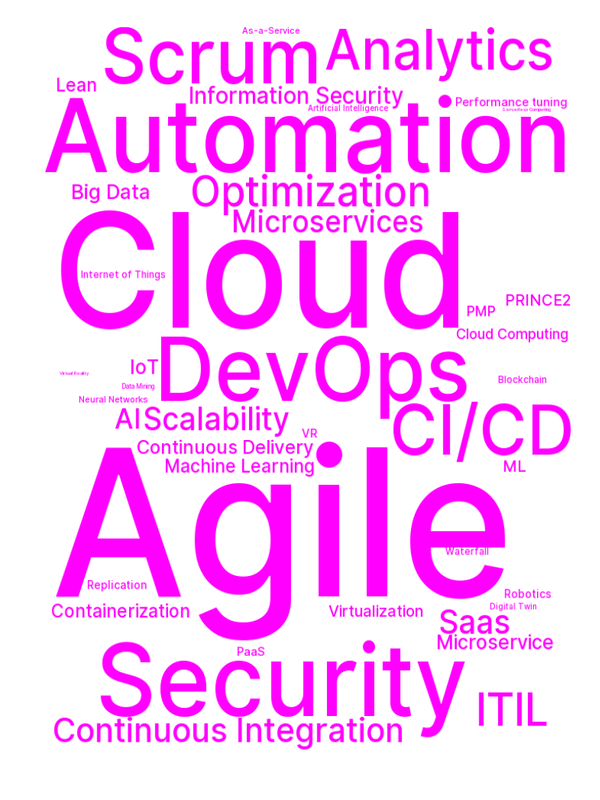 As-a-Service
Scrum
Analytics
Lean
Information Security
Performance tuning
Artificial Intelligence
Automation
Big Data
Optimization
Microservices
Cloud
Internet of Things
PRINCE2
PMP
Cloud Computing
DevOps
IoT
Virtual Reality
Blockchain
Data Mining
Neural Networks
AI
Scalability
CI/CD
VR
Continuous Delivery
Machine Learning
ML
Agile
Waterfall
Replication
Robotics
Digital Twin
Containerization
Virtualization
Saas
Microservice
PaaS
Security
ITIL
Continuous Integration